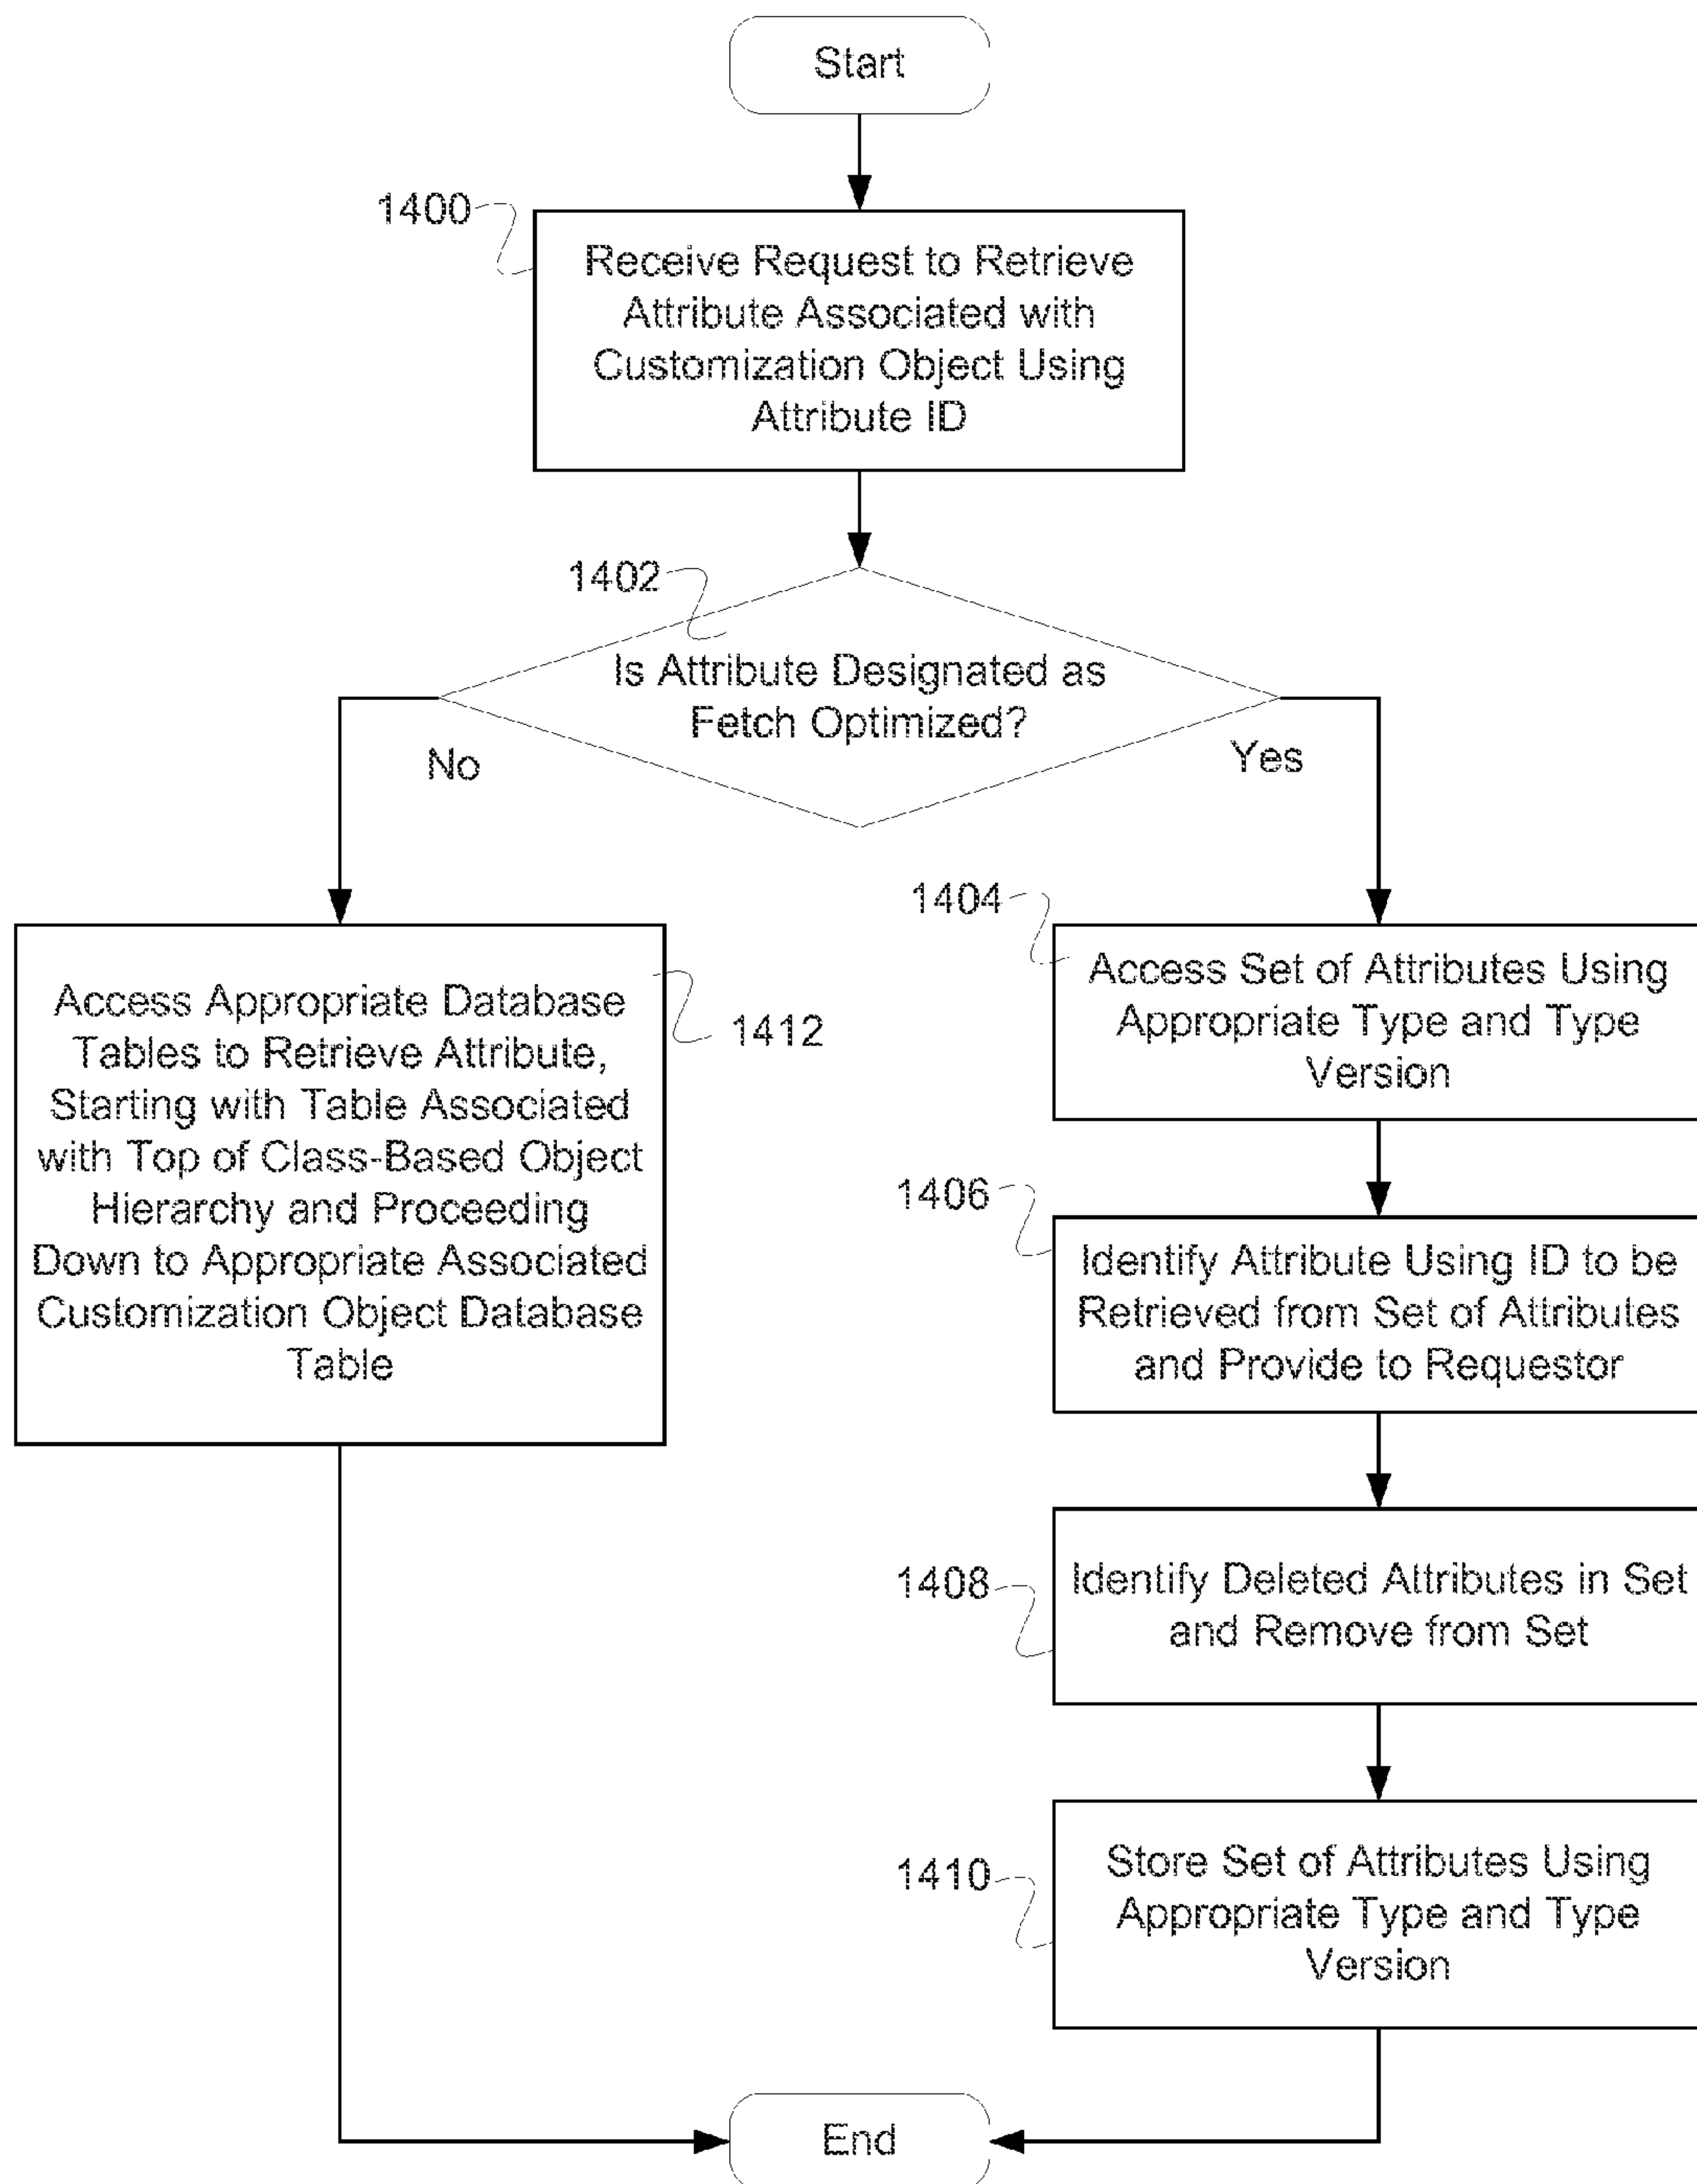 Start
1400
Receive Request to Retrieve
Attribute Associated with
Customization Object Using
Attribute ID
1402
Is Attribute Designated as
Fetch Optimized?
No
Yes
1404
Access Set of Attributes Using
Appropriate Type and Type
Version
Access Appropriate Database
Tables to Retrieve Attribute,
Starting with Table Associated
with Top of Class-Based Object
Hierarchy and Proceeding
Down to Appropriate Associated
Customization Object Database
Table
1412
1406
Identify Attribute Using ID to be
Retrieved from Set of Attributes
and Provide to Requestor
1408
Identify Deleted Attributes in Set
and Remove from Set
1410
Store Set of Attributes Using
Appropriate Type and Type
Version
End